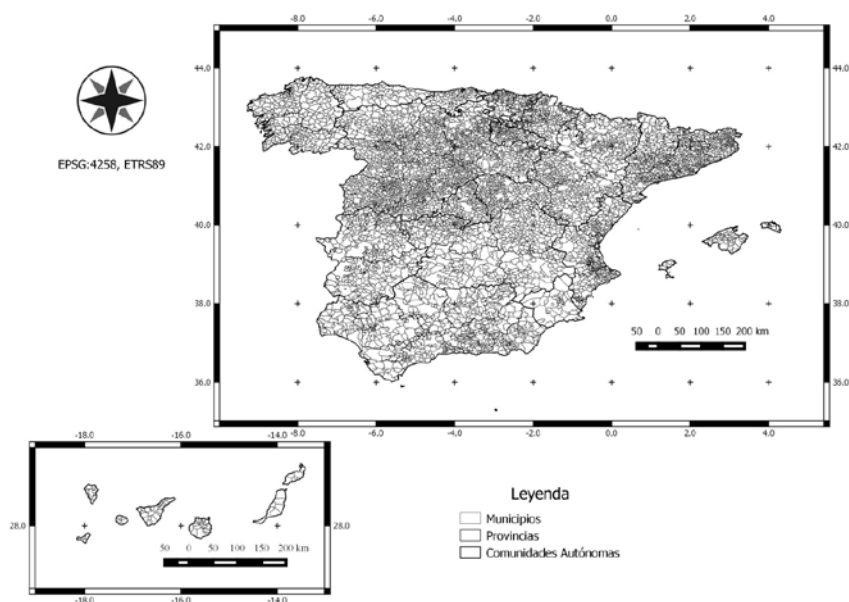 -8.0 -6.0 -4.0 -2.0 0.0 2.0 4.0
44.0 44.0
42.0 42.0
EPSG:4258, ETRS89
40.0 40.0
38.0 38.0
50 0 50 100 150 200 km
36.0 36.0
-8.0 -6.0 -4.0 -2.0 0.0 2.0 4.0
-18.0 -16.0 -14.0
28.0 28.0
50 0 50 100 150 200 km
-18.0 -16.0 -14.0
Leyenda
Municipios
Provincias
Comunidades Autónomas